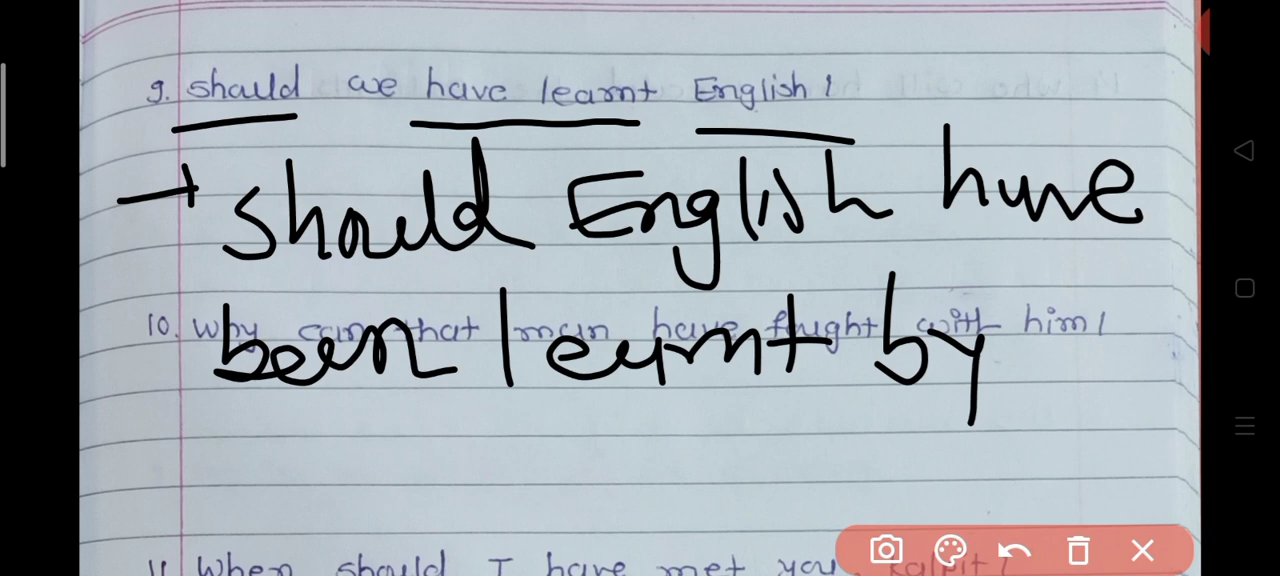 9. should we have learnt English?
→ should English have
10. why can that man have faught with him?
been learnt by
11. When should I have met you,